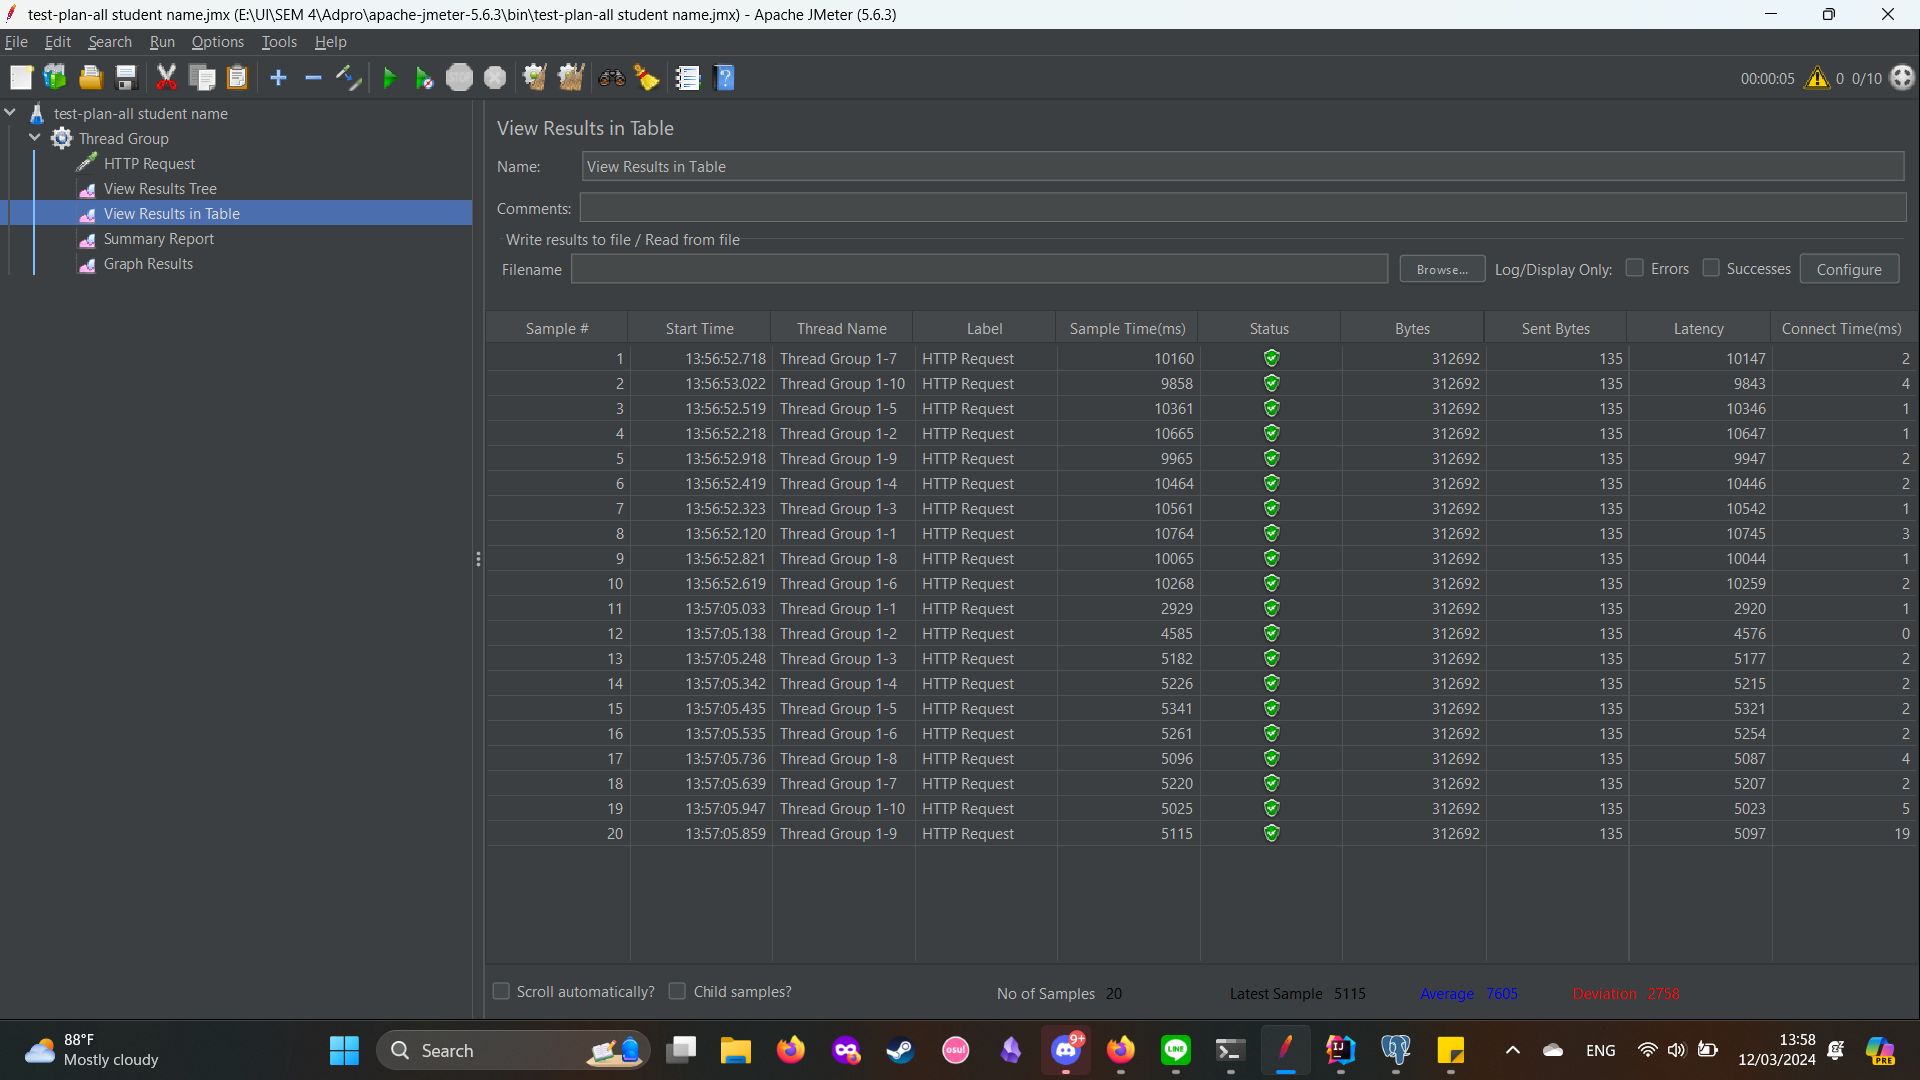 test-plan-all student name.jmx (E:\UI\SEM 4\Adpro\apache-jmeter-5.6.3\bin\test-plan-all student name.jmx) - Apache JMeter (5.6.3)
File Edit Search Run Options Tools Help
STOP 00:00:05 0 0/10
test-plan-all student name
Thread Group
HTTP Request
View Results Tree
View Results in Table
Summary Report
Graph Results
View Results in Table
Name: View Results in Table
Comments:
Write results to file / Read from file
Filename Browse... Log/Display Only: Errors Successes Configure
Sample # Start Time Thread Name Label Sample Time(ms) Status Bytes Sent Bytes Latency Connect Time(ms)
1 13:56:52.718 Thread Group 1-7 HTTP Request 10160 312692 135 10147 2
2 13:56:53.022 Thread Group 1-10 HTTP Request 9858 312692 135 9843 4
3 13:56:52.519 Thread Group 1-5 HTTP Request 10361 312692 135 10346 1
4 13:56:52.218 Thread Group 1-2 HTTP Request 10665 312692 135 10647 1
5 13:56:52.918 Thread Group 1-9 HTTP Request 9965 312692 135 9947 2
6 13:56:52.419 Thread Group 1-4 HTTP Request 10464 312692 135 10446 2
7 13:56:52.323 Thread Group 1-3 HTTP Request 10561 312692 135 10542 1
8 13:56:52.120 Thread Group 1-1 HTTP Request 10764 312692 135 10745 3
9 13:56:52.821 Thread Group 1-8 HTTP Request 10065 312692 135 10044 1
10 13:56:52.619 Thread Group 1-6 HTTP Request 10268 312692 135 10259 2
11 13:57:05.033 Thread Group 1-1 HTTP Request 2929 312692 135 2920 1
12 13:57:05.138 Thread Group 1-2 HTTP Request 4585 312692 135 4576 0
13 13:57:05.248 Thread Group 1-3 HTTP Request 5182 312692 135 5177 2
14 13:57:05.342 Thread Group 1-4 HTTP Request 5226 312692 135 5215 2
15 13:57:05.435 Thread Group 1-5 HTTP Request 5341 312692 135 5321 2
16 13:57:05.535 Thread Group 1-6 HTTP Request 5261 312692 135 5254 2
17 13:57:05.736 Thread Group 1-8 HTTP Request 5096 312692 135 5087 4
18 13:57:05.639 Thread Group 1-7 HTTP Request 5220 312692 135 5207 2
19 13:57:05.947 Thread Group 1-10 HTTP Request 5025 312692 135 5023 5
20 13:57:05.859 Thread Group 1-9 HTTP Request 5115 312692 135 5097 19
Scroll automatically? Child samples? No of Samples 20 Latest Sample 5115 Average 7605 Deviation 2758
88°F
Mostly cloudy
Search
osu!
9+
LINE
IJ
ENG
13:58
12/03/2024
PRE